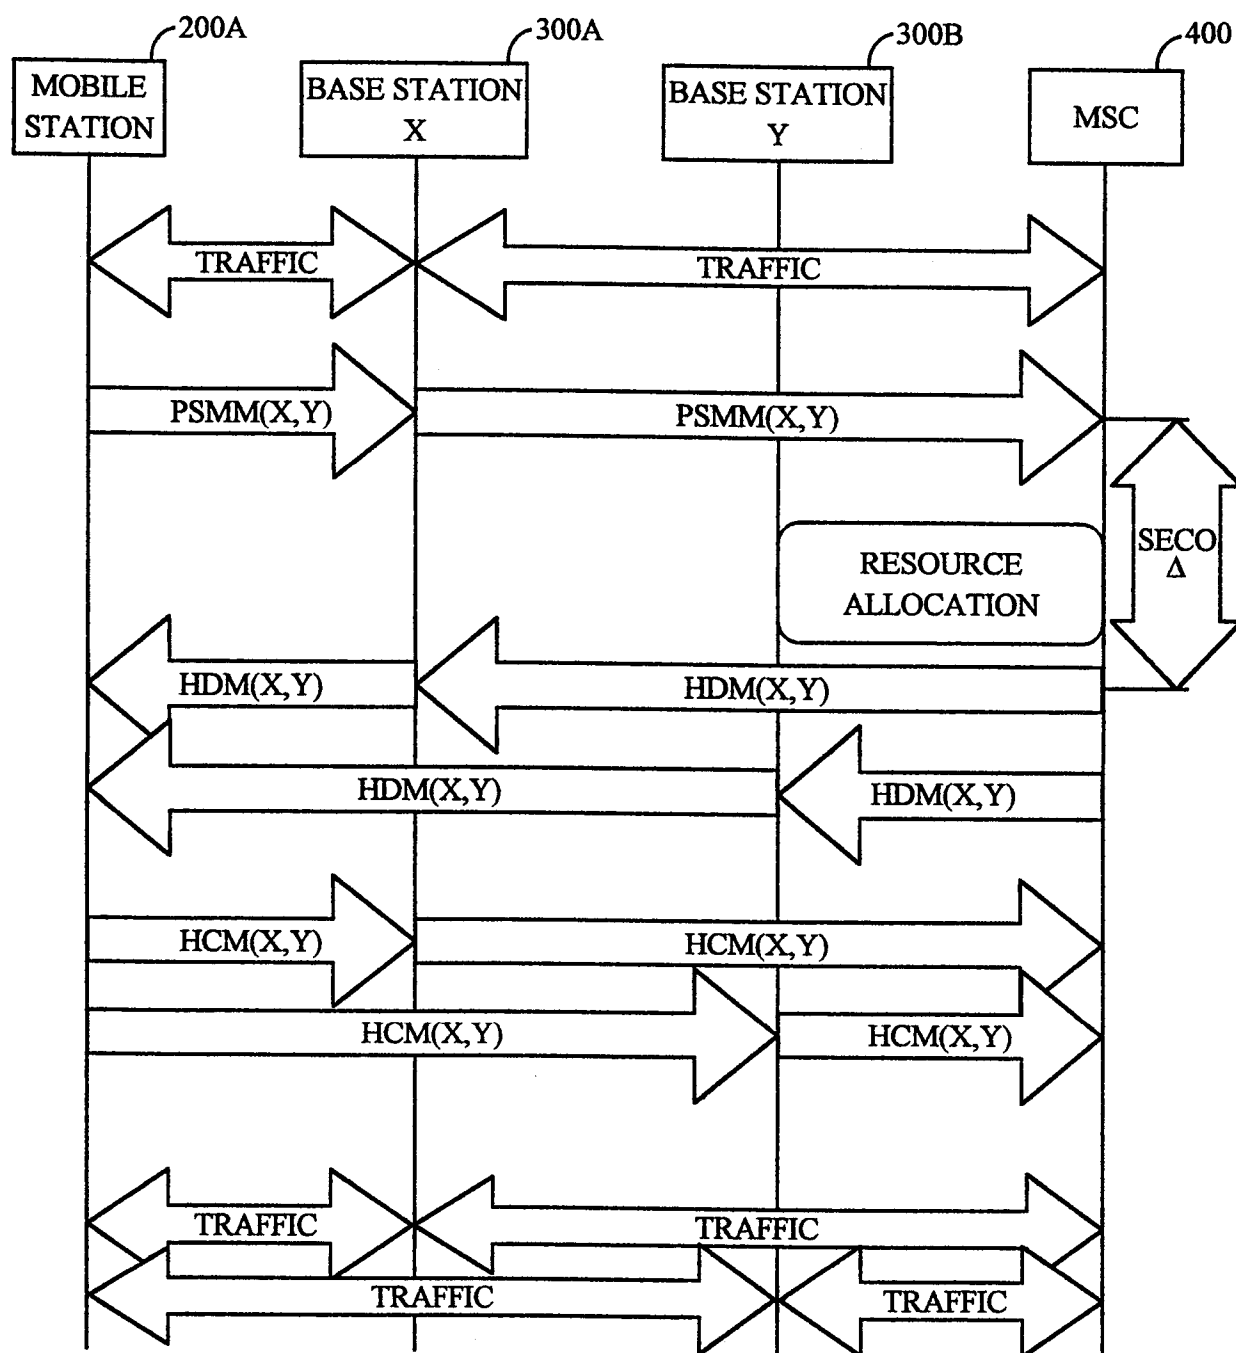 200A
300A
300B
400
MOBILE
STATION
BASE STATION
X
BASE STATION
Y
MSC
TRAFFIC
TRAFFIC
PSMM(X,Y)
PSMM(X,Y)
SECO
Δ
RESOURCE
ALLOCATION
HDM(X,Y)
HDM(X,Y)
HDM(X,Y)
HDM(X,Y)
HCM(X,Y)
HCM(X,Y)
HCM(X,Y)
HCM(X,Y)
TRAFFIC
TRAFFIC
TRAFFIC
TRAFFIC